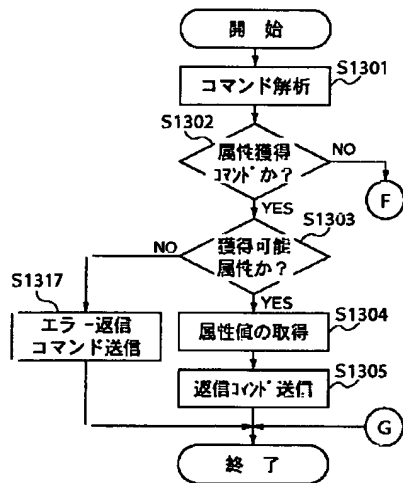 開始
S1301
コマンド解析
S1302
属性獲得
コマンドか？
NO
F
YES
S1303
NO
獲得可能
属性か？
S1317
YES
エラー返信
コマンド送信
S1304
属性値の取得
S1305
返信コマンド送信
G
終了